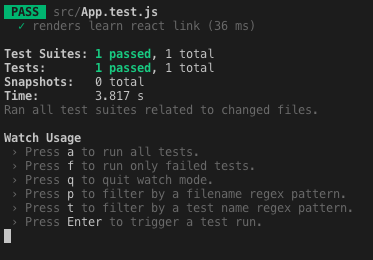 PASS src/App.test.js
✓ renders learn react link (36 ms)
Test Suites: 1 passed, 1 total
Tests: 1 passed, 1 total
Snapshots: 0 total
Time: 3.817 s
Ran all test suites related to changed files.
Watch Usage
› Press a to run all tests.
› Press f to run only failed tests.
› Press q to quit watch mode.
› Press p to filter by a filename regex pattern.
› Press t to filter by a test name regex pattern.
› Press Enter to trigger a test run.